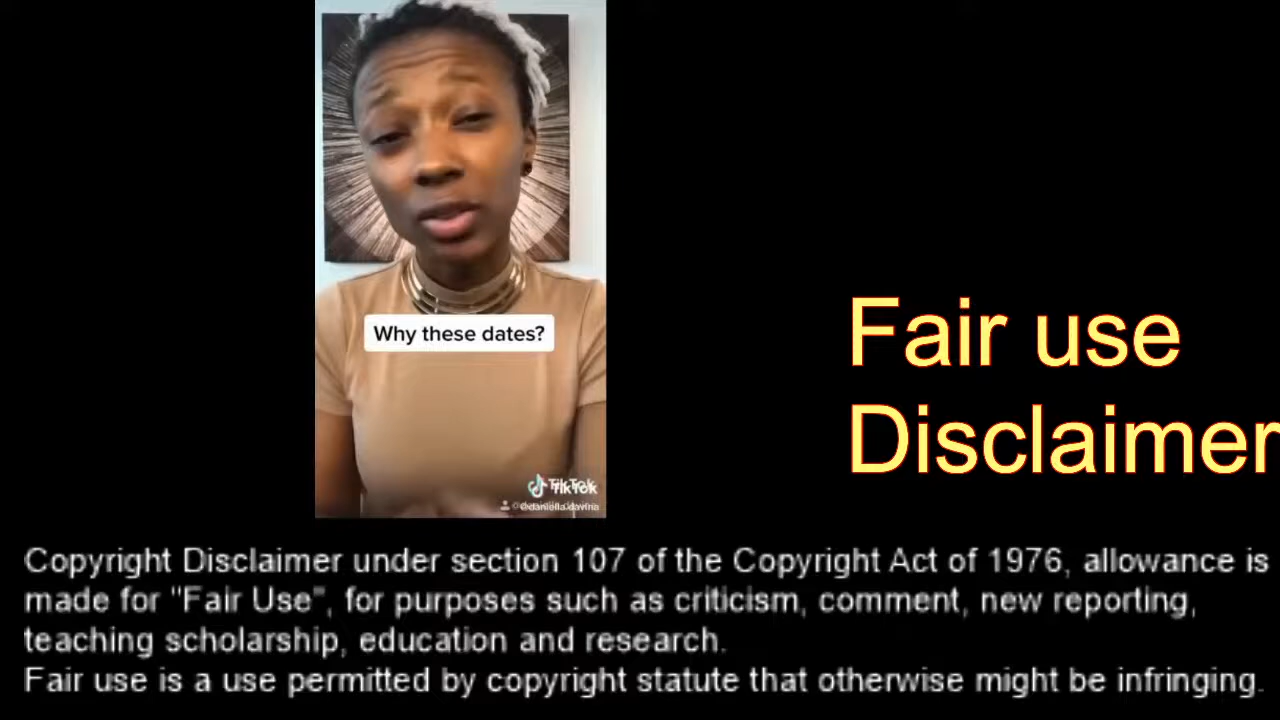 Why these dates?
TikTok
@daniella.davina
Fair use
Disclaimer
Copyright Disclaimer under section 107 of the Copyright Act of 1976, allowance is
made for "Fair Use", for purposes such as criticism, comment, new reporting,
teaching scholarship, education and research.
Fair use is a use permitted by copyright statute that otherwise might be infringing.